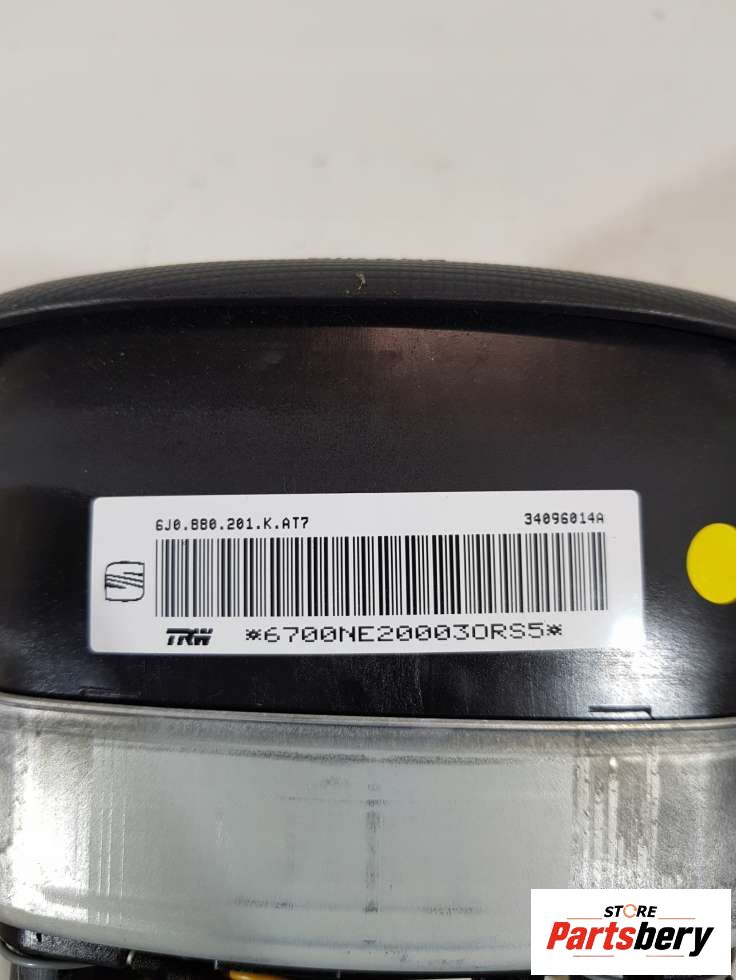 6J0.880.201.K.AT7 34096014A
TRW *6700NE200030RS5*
STORE
Partsbery